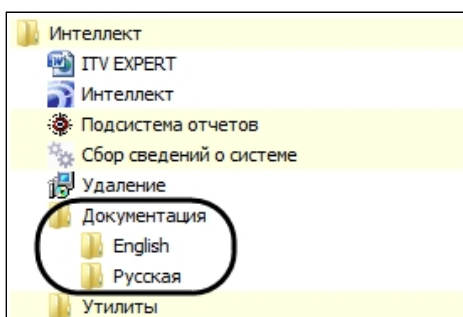 Интеллект
ITV EXPERT
Интеллект
Подсистема отчетов
Сбор сведений о системе
Удаление
Документация
English
Русская
Утилиты